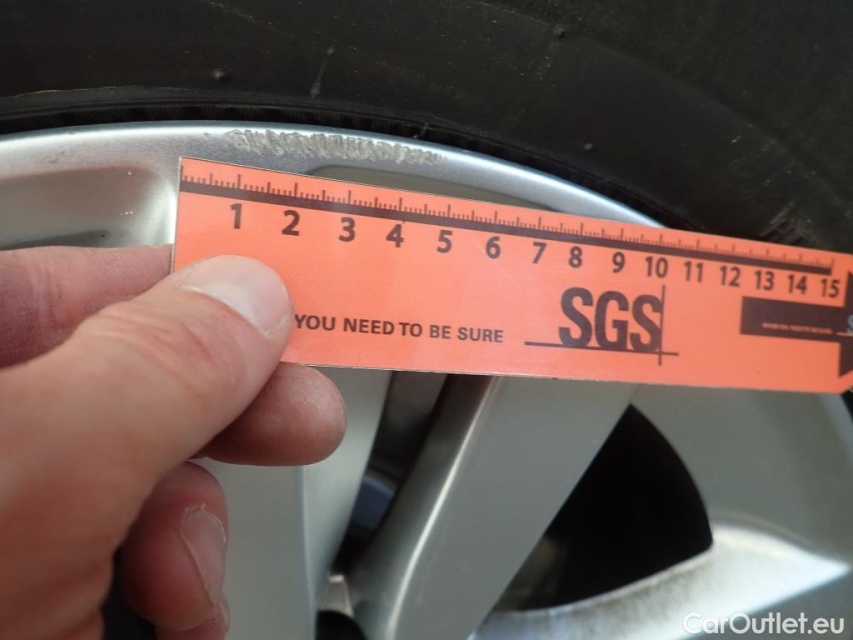 1 2 3 4 5 6 7 8 9 10 11 12 13 14 15
YOU NEED TO BE SURE SGS
CarOutlet.eu